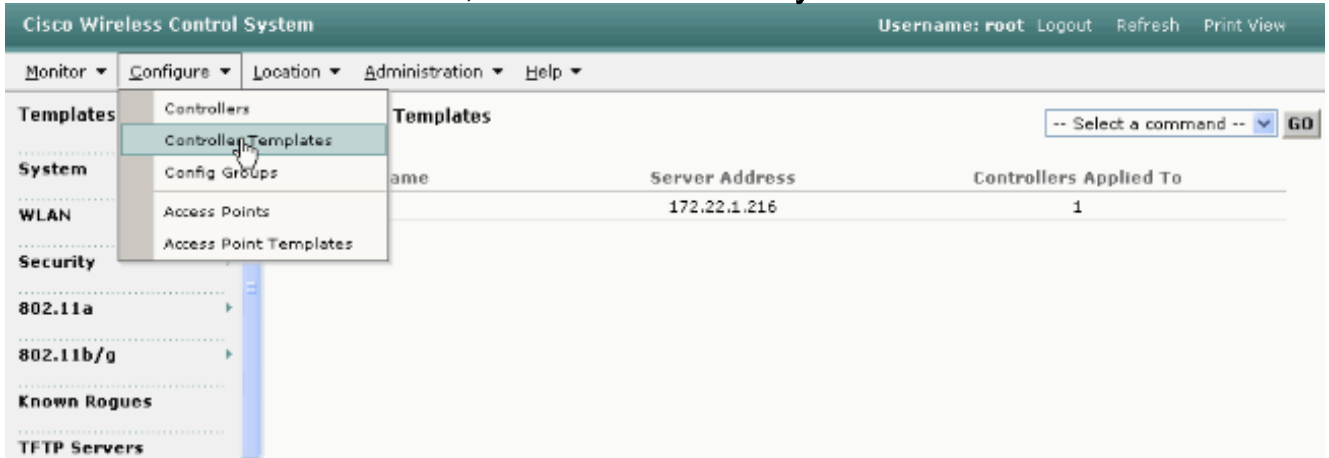 Cisco Wireless Control System Username: root Logout Refresh Print View
Monitor Configure Location Administration Help
Templates Controllers Templates -- Select a command -- GO
Controller Templates
System Config Groups ame Server Address Controllers Applied To
WLAN Access Points 172.22.1.216 1
Access Point Templates
Security
802.11a
802.11b/g
Known Rogues
TFTP Servers